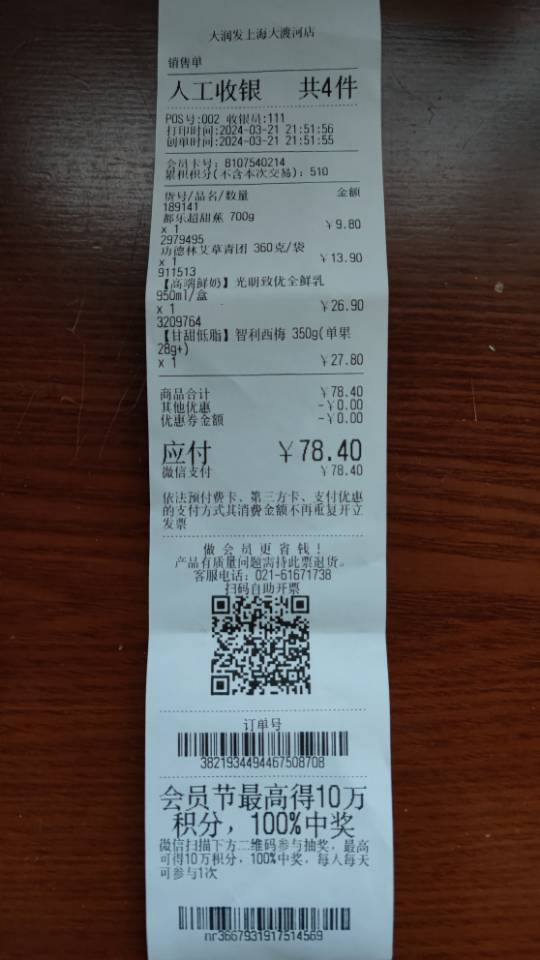 大润发上海大渡河店
销售单
人工收银 共4件
POS号:002 收银员:111
打印时间:2024-03-21 21:51:56
创单时间:2024-03-21 21:51:55
会员卡号: 8107540214
累积积分(不含本次交易): 510
货号/品名/数量 金额
189141
都乐超甜蕉 700g
x 1 ¥9.80
2979495
功德林艾草青团 360克/袋
x 1 ¥13.90
911513
【高端鲜奶】光明致优全鲜乳
950ml/盒
x 1 ¥26.90
3209764
【甘甜低脂】智利西梅 350g(单果
28g+)
x 1 ¥27.80
商品合计 ¥78.40
其他优惠 -¥0.00
优惠券金额 -¥0.00
应付 ¥78.40
微信支付 ¥78.40
依法预付费卡、第三方卡、支付优惠
的支付方式其消费金额不再重复开立
发票
做会员更省钱!
产品有质量问题需持此票退货。
客服电话: 021-61671738
扫码自助开票
订单号
3821934494467508708
会员节最高得10万
积分, 100%中奖
微信扫描下方二维码参与抽奖, 最高
可得10万积分, 100%中奖, 每人每天
可参与1次
nr3667931917514569